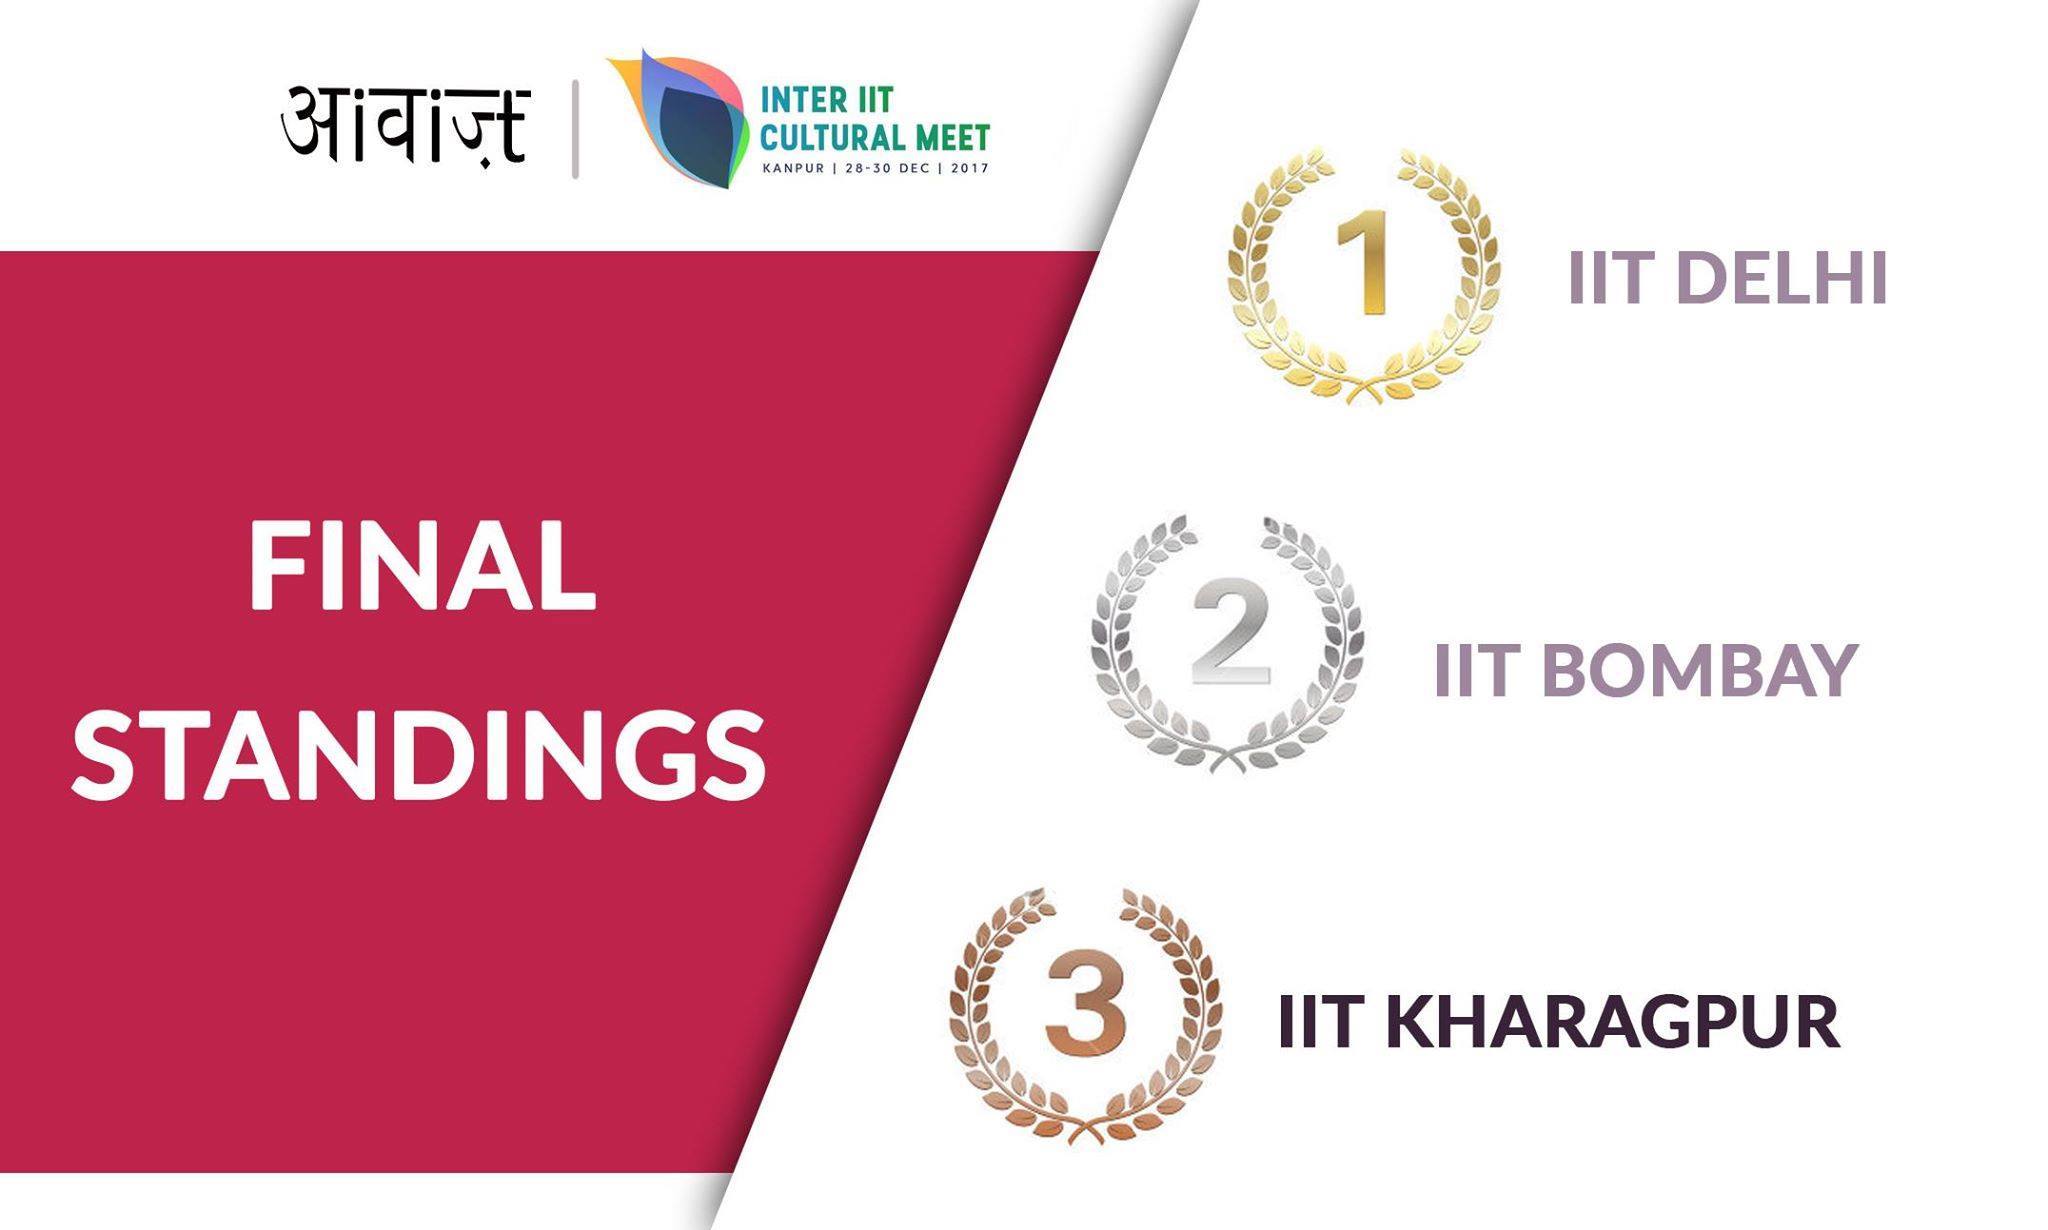 आवाज़
INTER IIT
CULTURAL MEET
KANPUR | 28-30 DEC | 2017
FINAL
STANDINGS
1
IIT DELHI
2
IIT BOMBAY
3
IIT KHARAGPUR